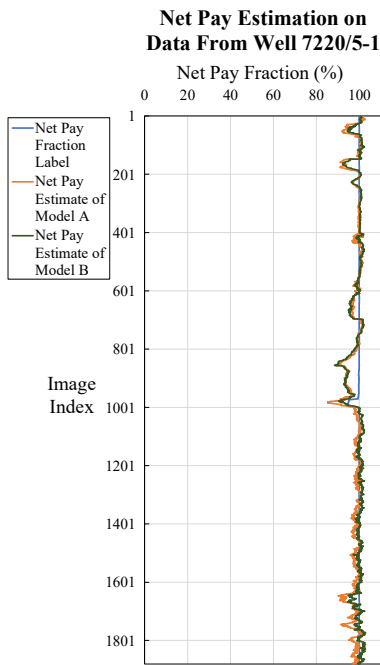 Net Pay Estimation on
Data From Well 7220/5-1
Net Pay Fraction (%)
0 20 40 60 80 100
Net Pay
Fraction
Label
Net Pay
Estimate of
Model A
Net Pay
Estimate of
Model B
Image
Index
1
201
401
601
801
1001
1201
1401
1601
1801